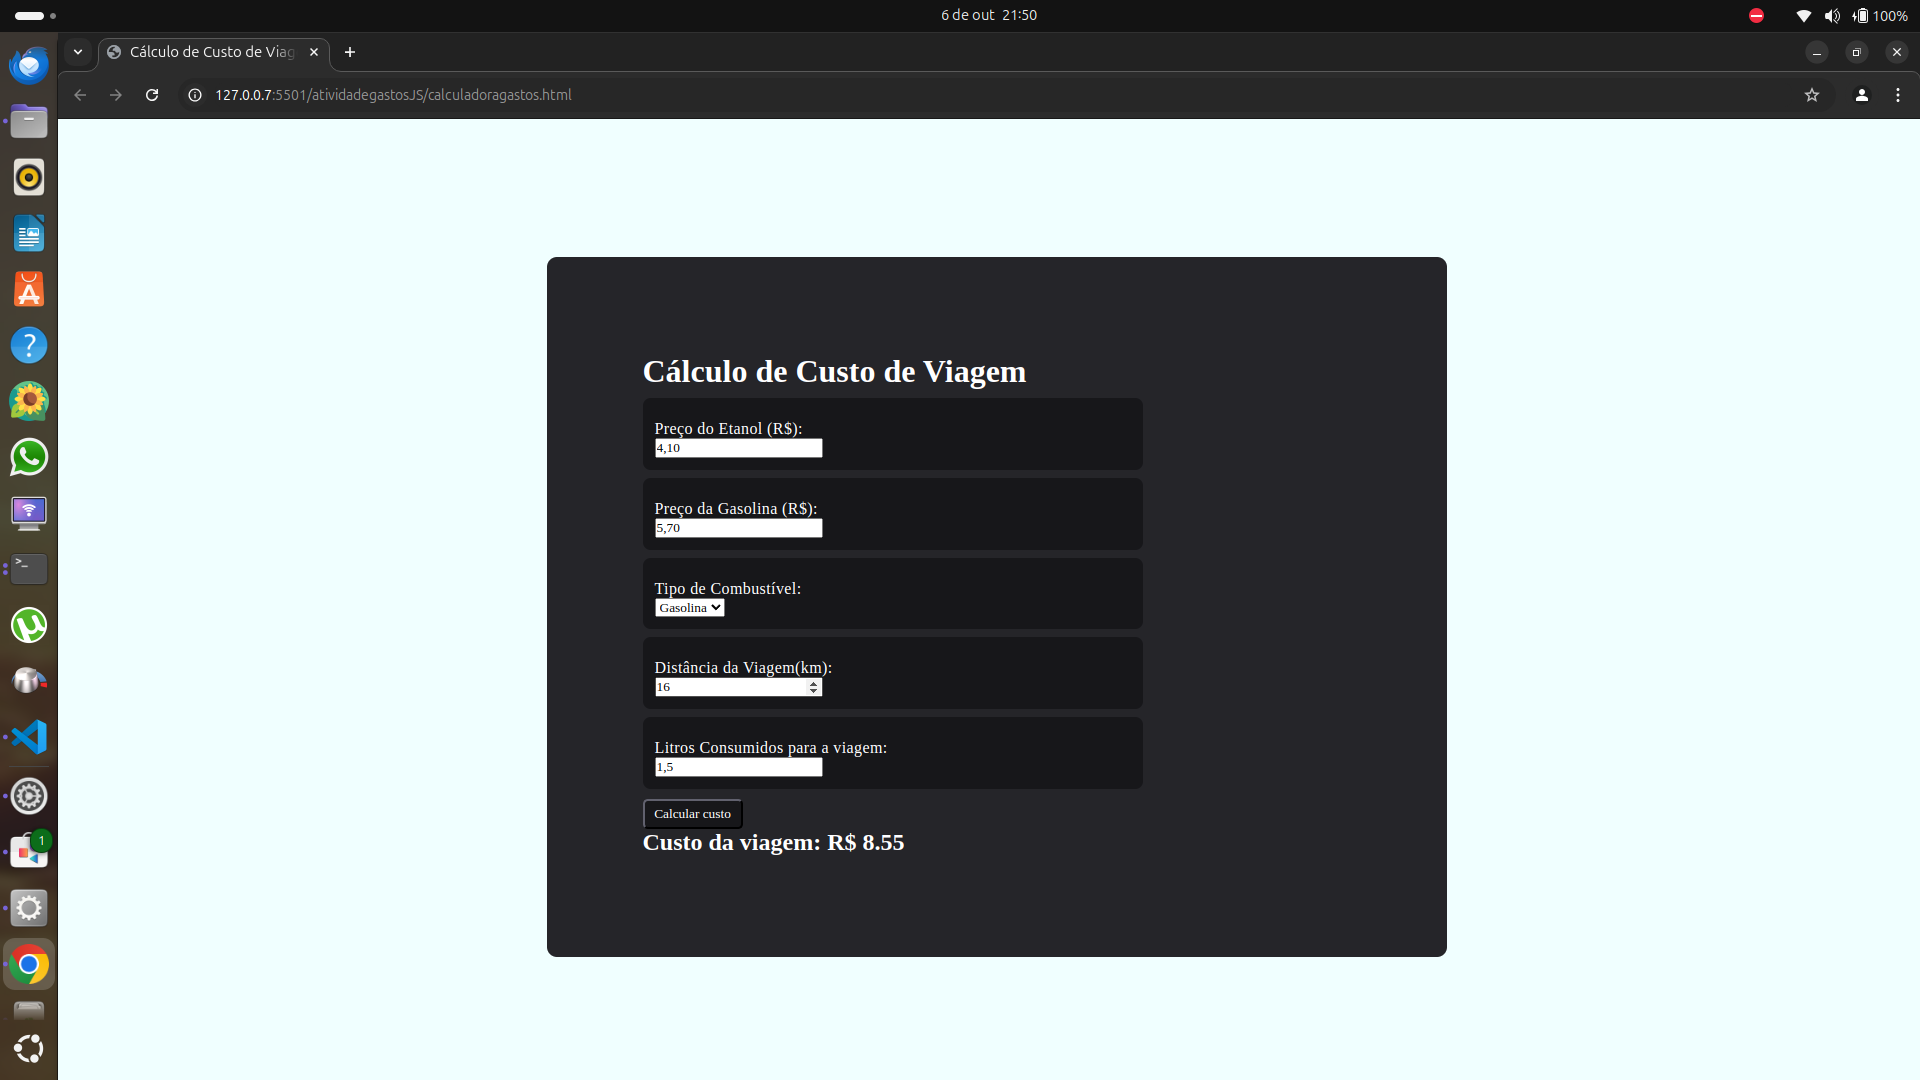 6 de out 21:50
100%
Cálculo de Custo de Viag
127.0.0.7:5501/atividadegastosJS/calculadoragastos.html
Cálculo de Custo de Viagem
Preço do Etanol (R$):
4,10
Preço da Gasolina (R$):
5,70
Tipo de Combustível:
Gasolina
Distância da Viagem(km):
16
Litros Consumidos para a viagem:
1,5
Calcular custo
Custo da viagem: R$ 8.55
1